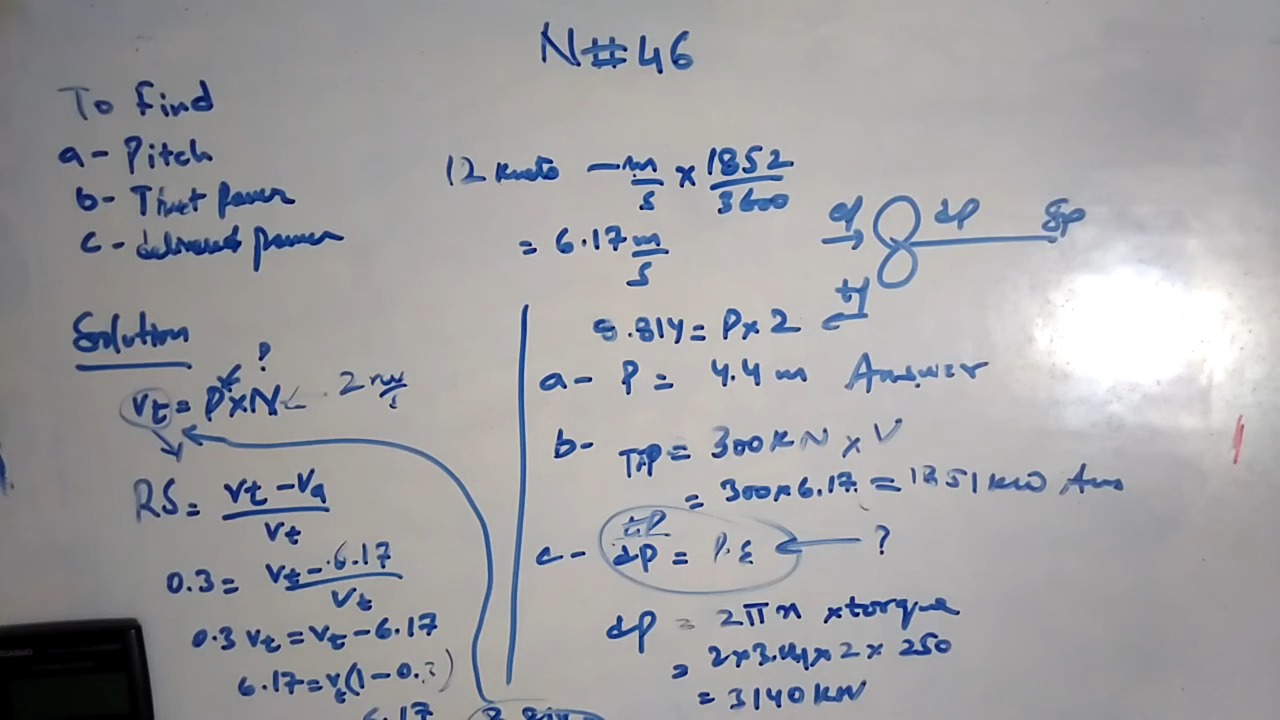 N#46
To Find
a- Pitch
b- Thrust power
c- delivered power
12 knots - m/s × 1852/3600
= 6.17 m/s
dp
tf
Solution
?
Vt = P×N 2 rev/s
RS = Vt - Va / Vt
0.3 = Vt - 6.17 / Vt
0.3 Vt = Vt - 6.17
6.17 = Vt(1 - 0.3)
6.17
8.814 = P×2
a- P = 4.4 m Answer
b- TP = 300 kN × V
= 300×6.17 = 1851 kW Ans
c- tP/dP = P.E ?
dp = 2πn × torque
= 2×3.14×2×250
= 3140 kW